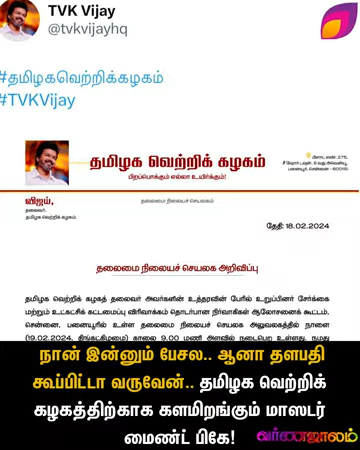 TVK Vijay
@tvkvijayhq
#தமிழகவெற்றிக்கழகம்
#TVKVijay
தமிழக வெற்றிக் கழகம்
பிறப்பொக்கும் எல்லா உயிர்க்கும்!
விஜய்,
தலைவர்,
தமிழக வெற்றிக் கழகம்.
தலைமை நிலையச் செயலகம்
பனையூர், சென்னை - 600119.
தேதி: 18.02.2024
தலைமை நிலையச் செயலக அறிவிப்பு
தமிழக வெற்றிக் கழகத் தலைவர் அவர்களின் உத்தரவின் பேரில் உறுப்பினர் சேர்க்கை
மற்றும் உட்கட்சிக் கட்டமைப்பு விரிவாக்கம் தொடர்பான நிர்வாகிகள் ஆலோசனைக் கூட்டம்,
சென்னை, பனையூரில் உள்ள தலைமை நிலையச் செயலக அலுவலகத்தில் நாளை
(19.02.2024, திங்கட்கிழமை) காலை 9.00 மணி அளவில் நடைபெற உள்ளது. நமது
நான் இன்னும் பேசல.. ஆனா தளபதி
கூப்பிட்டா வருவேன்.. தமிழக வெற்றிக்
கழகத்திற்காக களமிறங்கும் மாஸ்டர்
மைண்ட் பிகே!
வர்ணஜாலம்